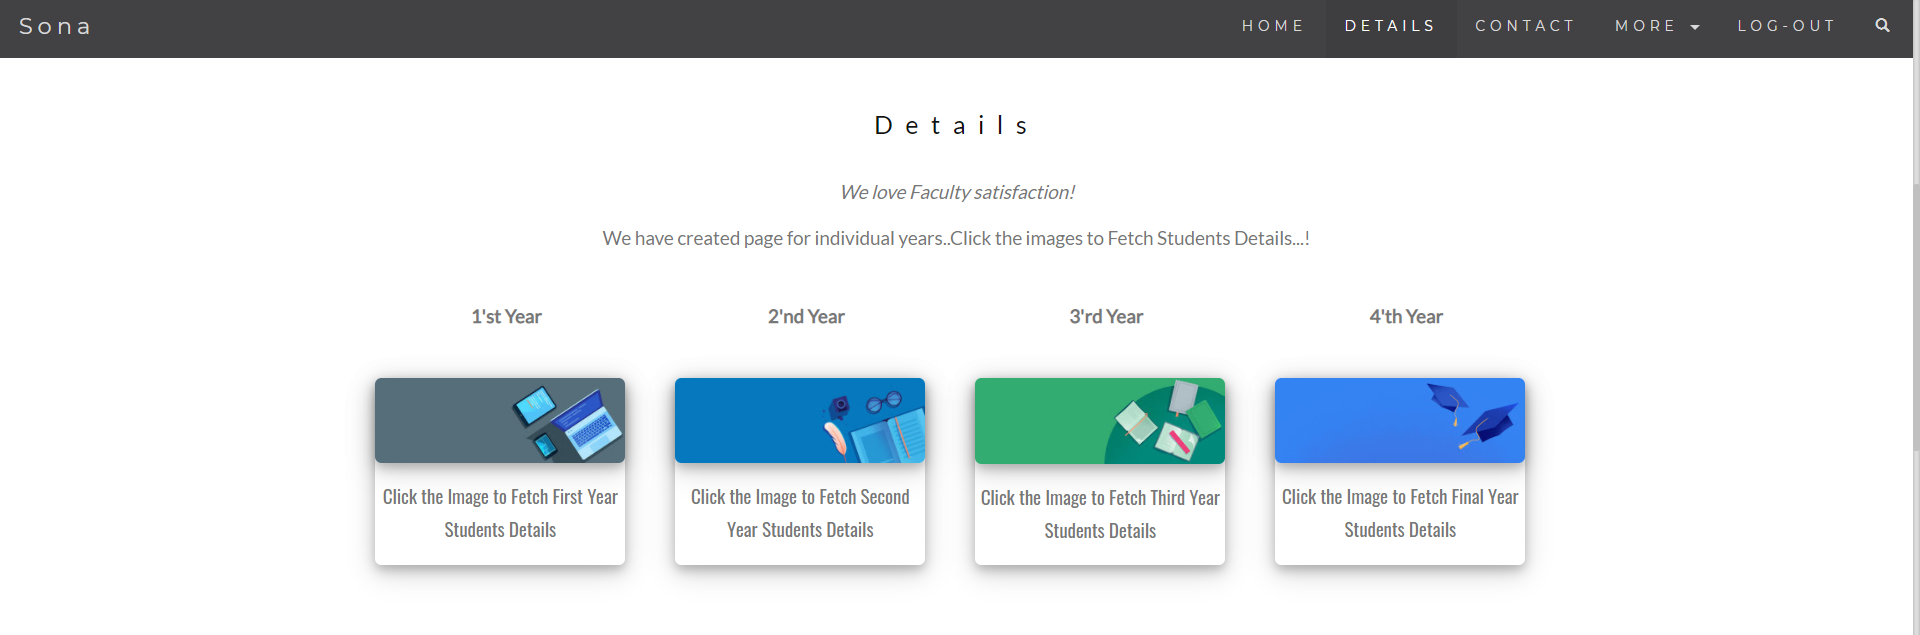 Sona
HOME DETAILS CONTACT MORE LOG-OUT
Details
We love Faculty satisfaction!
We have created page for individual years..Click the images to Fetch Students Details...!
1'st Year
2'nd Year
3'rd Year
4'th Year
Click the Image to Fetch First Year
Students Details
Click the Image to Fetch Second
Year Students Details
Click the Image to Fetch Third Year
Students Details
Click the Image to Fetch Final Year
Students Details